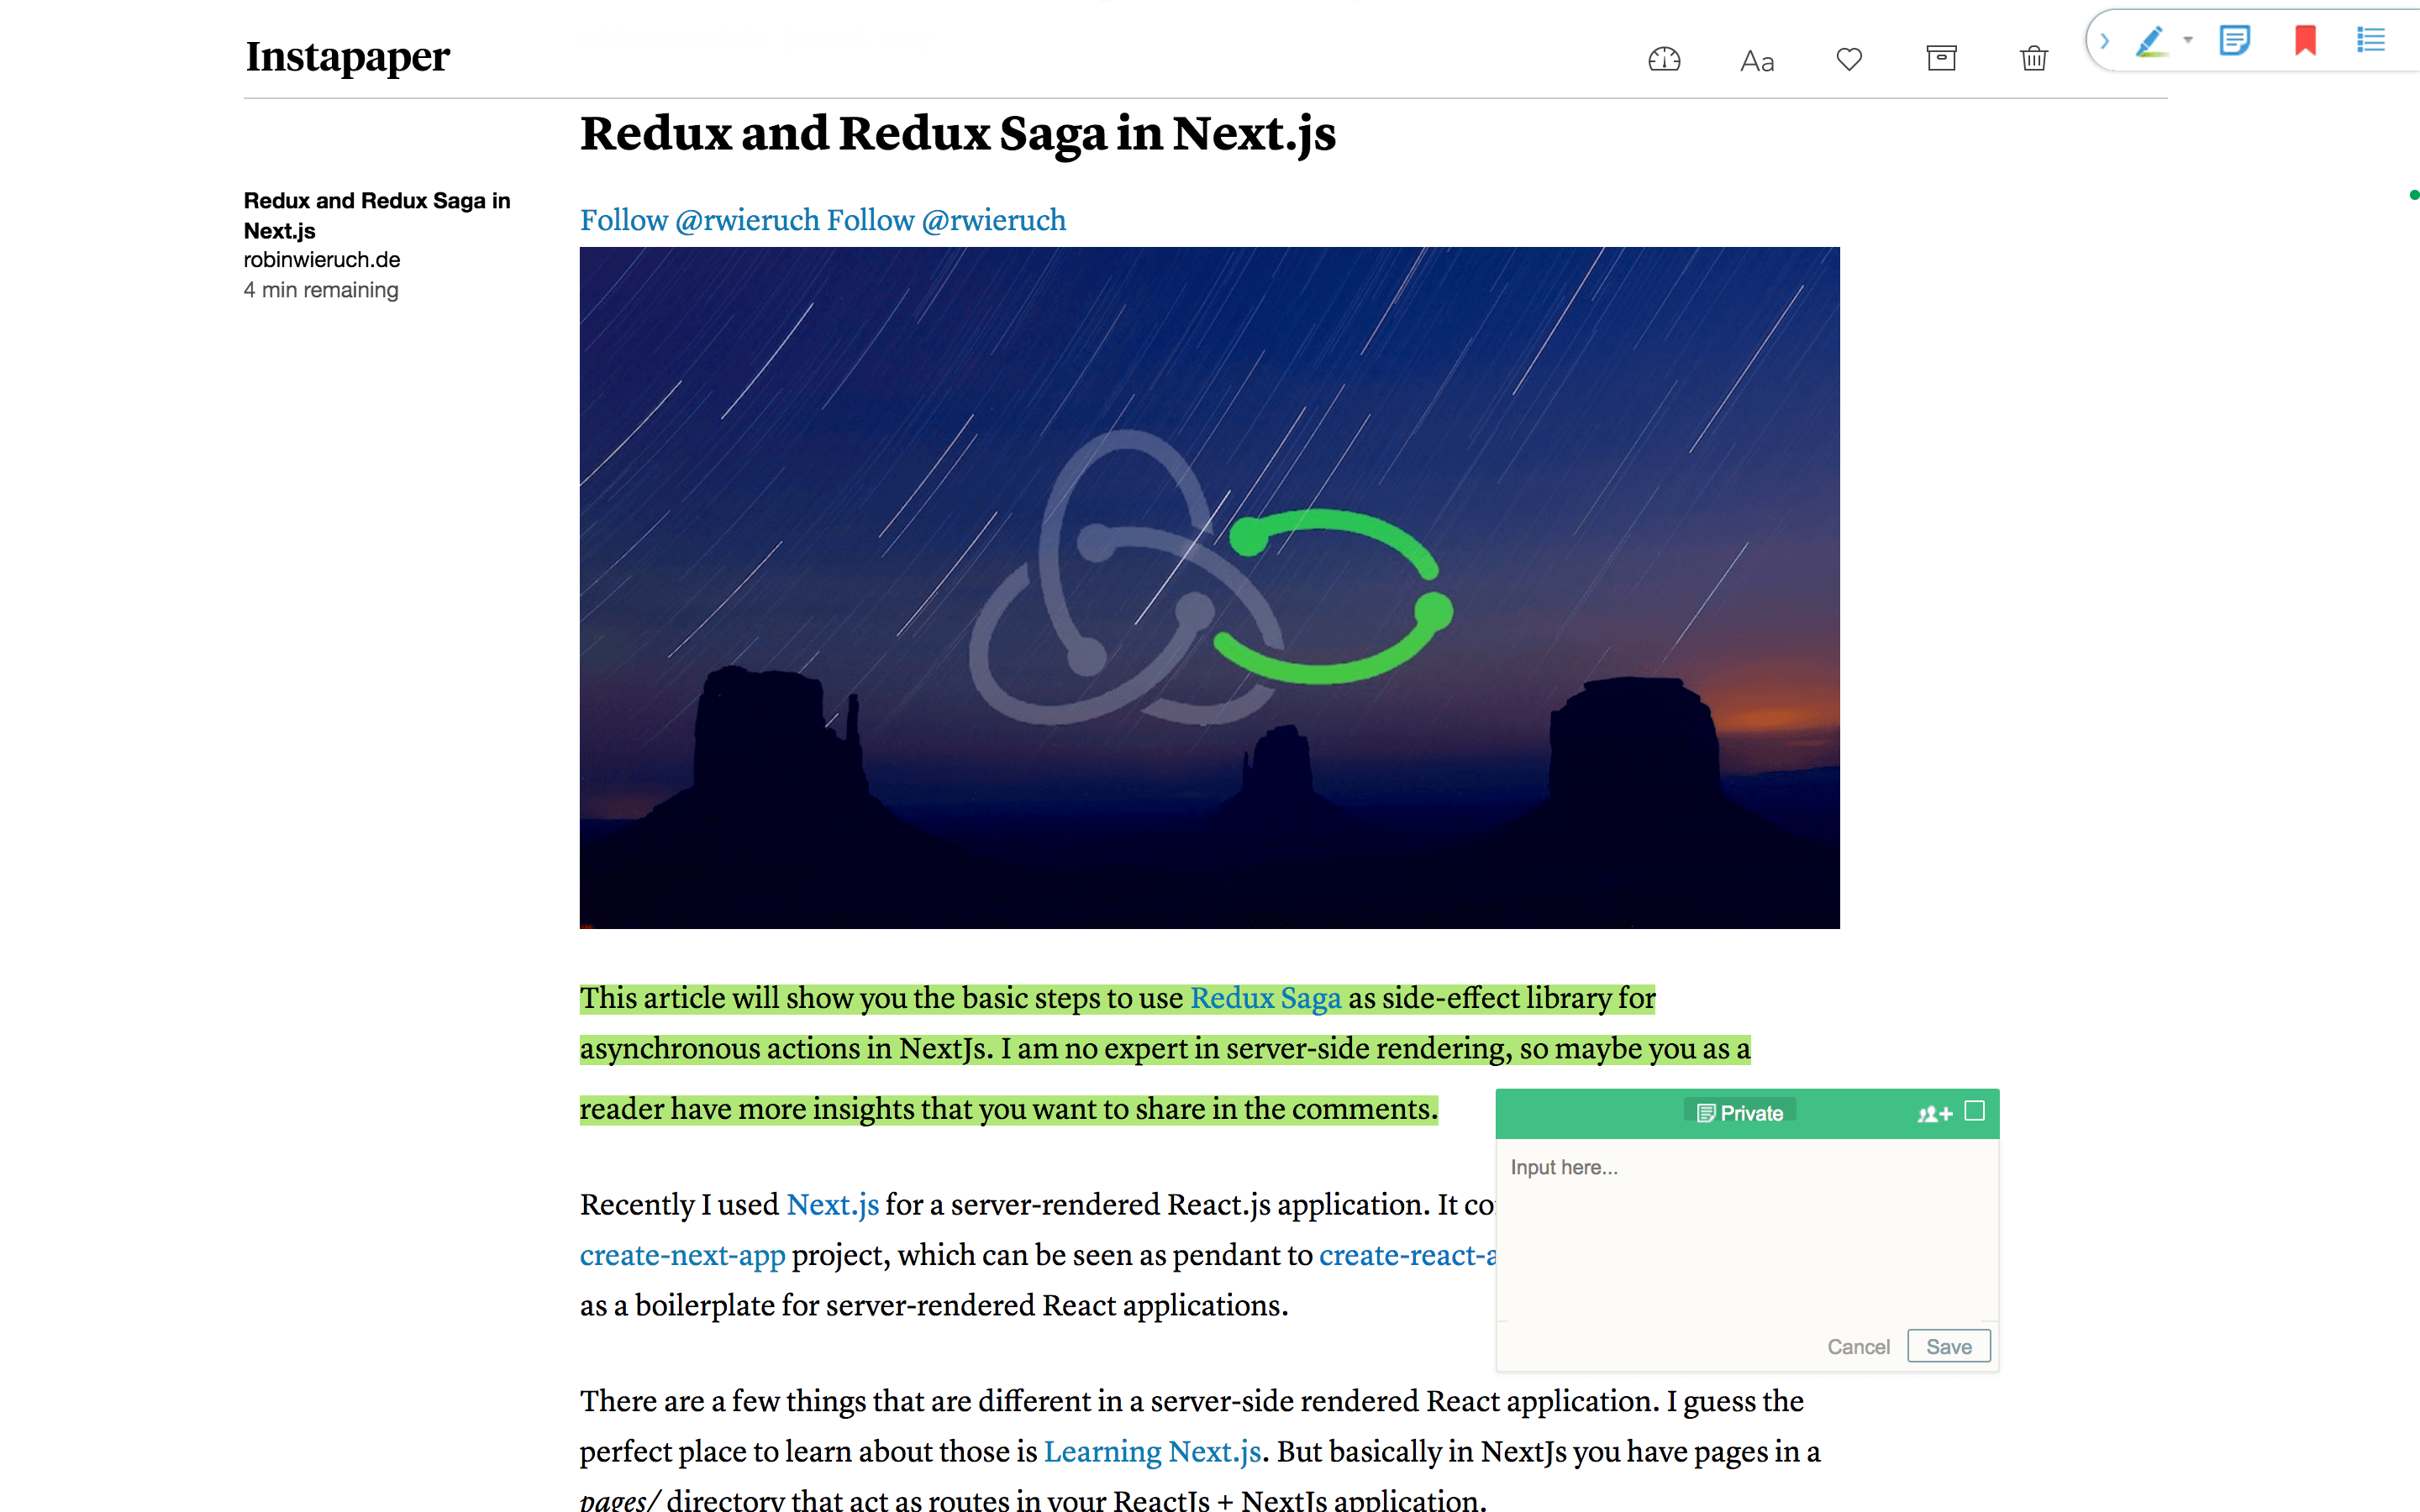 Instapaper
Aa
Redux and Redux Saga in Next.js
Redux and Redux Saga in
Next.js
robinwieruch.de
4 min remaining
Follow @rwieruch Follow @rwieruch
This article will show you the basic steps to use Redux Saga as side-effect library for
asynchronous actions in NextJs. I am no expert in server-side rendering, so maybe you as a
reader have more insights that you want to share in the comments.
Private
Input here...
Cancel Save
Recently I used Next.js for a server-rendered React.js application. It
create-next-app project, which can be seen as pendant to create-react-a
as a boilerplate for server-rendered React applications.
There are a few things that are different in a server-side rendered React application. I guess the
perfect place to learn about those is Learning Next.js. But basically in NextJs you have pages in a
pages/ directory that act as routes in your ReactJs + NextJs application.